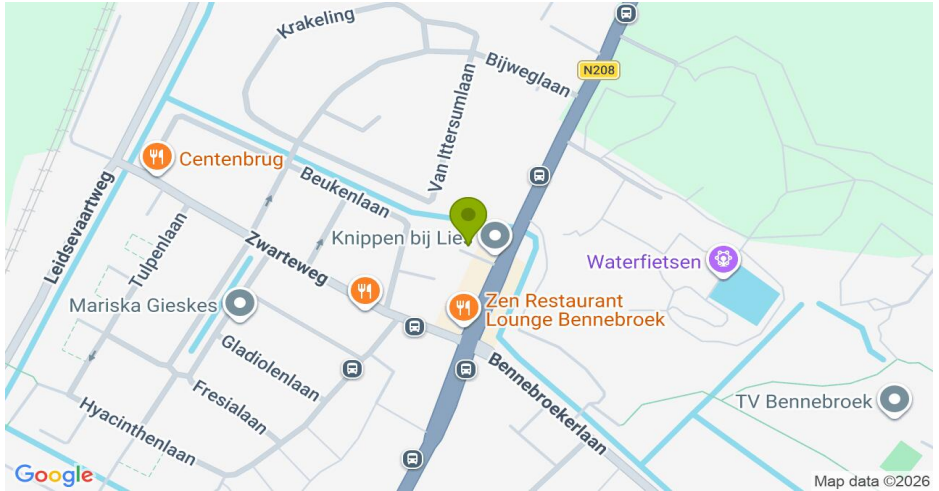 Krakeling
Bijweglaan
N208
Van Ittersumlaan
Centenbrug
Beukenlaan
Leidsevaartweg
Tulpenlaan
Zwarteweg
Knippen bij Lie
Waterfietsen
Mariska Gieskes
Zen Restaurant
Lounge Bennebroek
Gladiolenlaan
Fresialaan
Hyacinthenlaan
Bennebroekerlaan
TV Bennebroek
Google
Map data ©2026